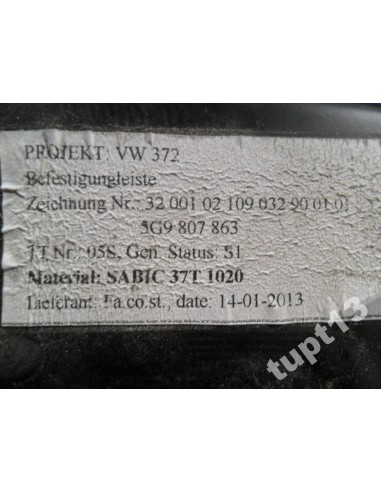 PROJEKT: VW 372
Befestigungleiste
Zeichnung Nr.: 32 001 02 109 032 90 01 01
5G9 807 863
TT Nr.: 05S, Gen. Status: S1
Material: SABIC 37T 1020
Lieferant: Fa.co.st., date: 14-01-2013
tupt13